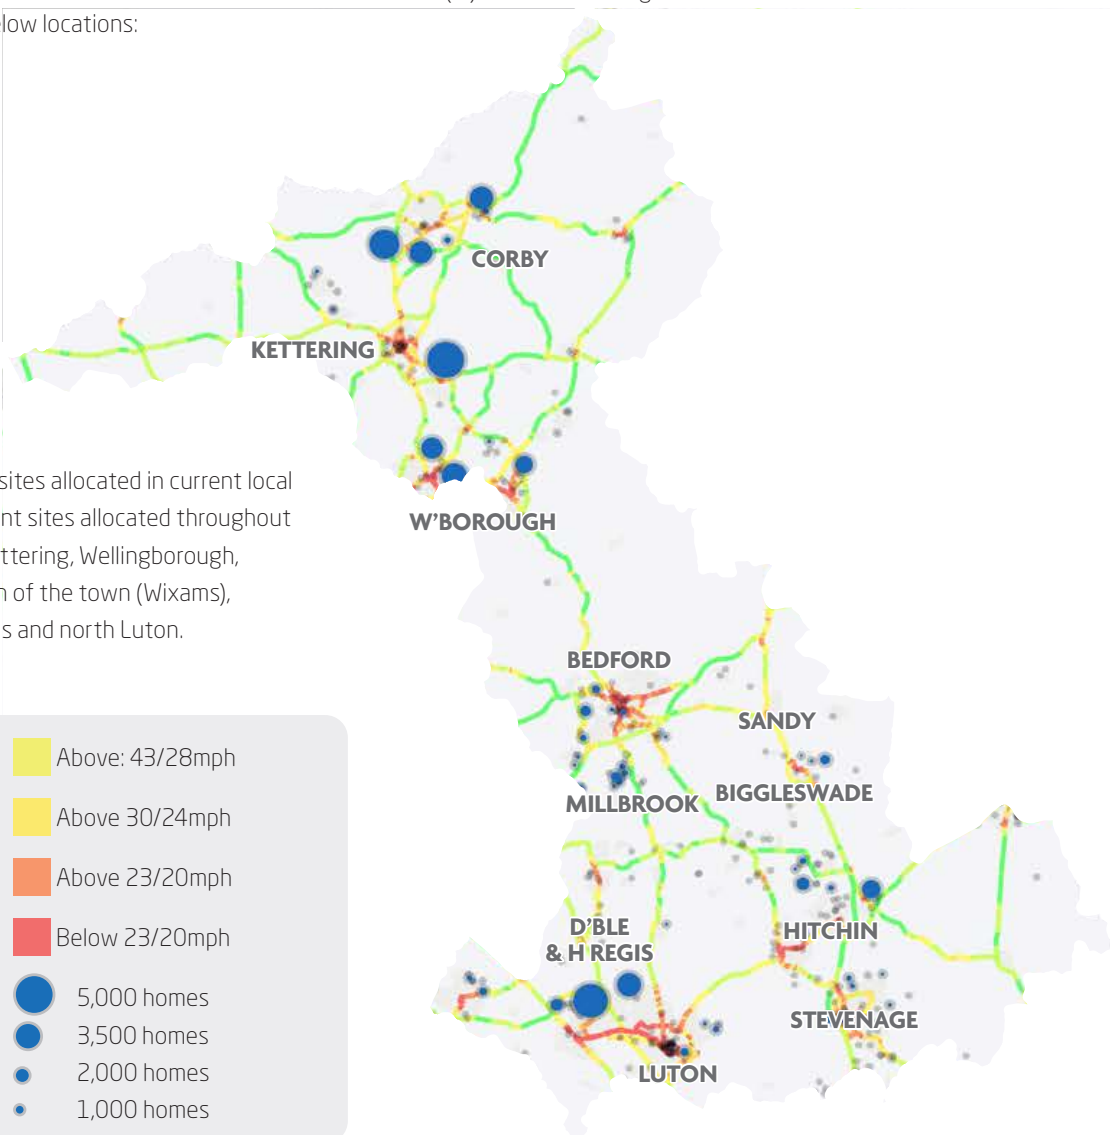 elow locations:
CORBY
KETTERING
sites allocated in current local
nt sites allocated throughout
W'BOROUGH
ttering, Wellingborough,
n of the town (Wixams),
s and north Luton.
BEDFORD
SANDY
Above: 43/28mph
BIGGLESWADE
MILLBROOK
Above 30/24mph
Above 23/20mph
Below 23/20mph
D'BLE
& H REGIS
HITCHIN
5,000 homes
3,500 homes
STEVENAGE
2,000 homes
LUTON
1,000 homes